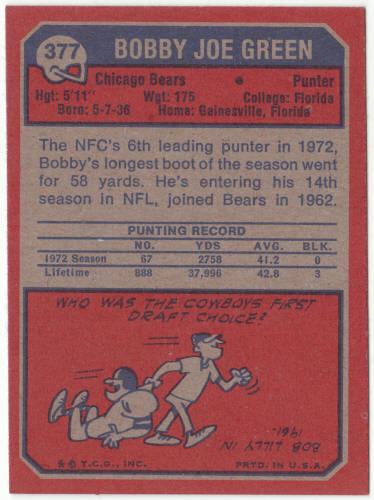 377
BOBBY JOE GREEN
Chicago Bears • Punter
Hgt: 5'11" Wgt: 175 College: Florida
Born: 5-7-36 Home: Gainesville, Florida
The NFC's 6th leading punter in 1972,
Bobby's longest boot of the season went
for 58 yards. He's entering his 14th
season in NFL, joined Bears in 1962.
PUNTING RECORD
NO. YDS AVG. BLK.
1972 Season 67 2758 41.2 0
Lifetime 888 37,996 42.8 3
WHO WAS THE COWBOYS FIRST
DRAFT CHOICE?
BOB LILLY IN
1961.
* © T.C.G., INC. PRTD. IN U.S.A.